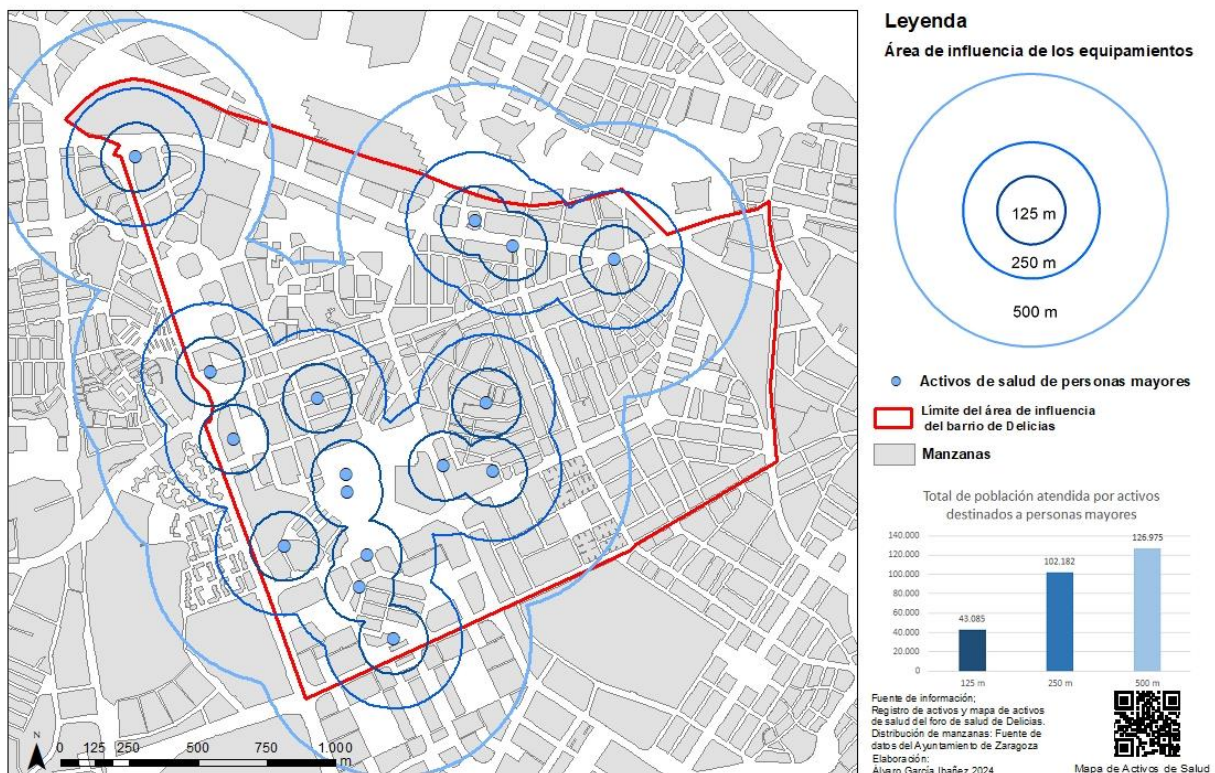 Leyenda
Área de influencia de los equipamientos
125 m
250 m
500 m
Activos de salud de personas mayores
Límite del área de influencia
del barrio de Delicias
Manzanas
Total de población atendida por activos
destinados a personas mayores
140.000
120.000
100.000
80.000
60.000
40.000
20.000
0
43.085
102.182
126.975
125 m
250 m
500 m
Fuente de información;
Registro de activos y mapa de activos
de salud del foro de salud de Delicias.
Distribución de manzanas: Fuente de
datos del Ayuntamiento de Zaragoza
Elaboración:
Álvaro García Ibañez 2024
Mapa de Activos de Salud
N
0 125 250 500 750 1.000
m